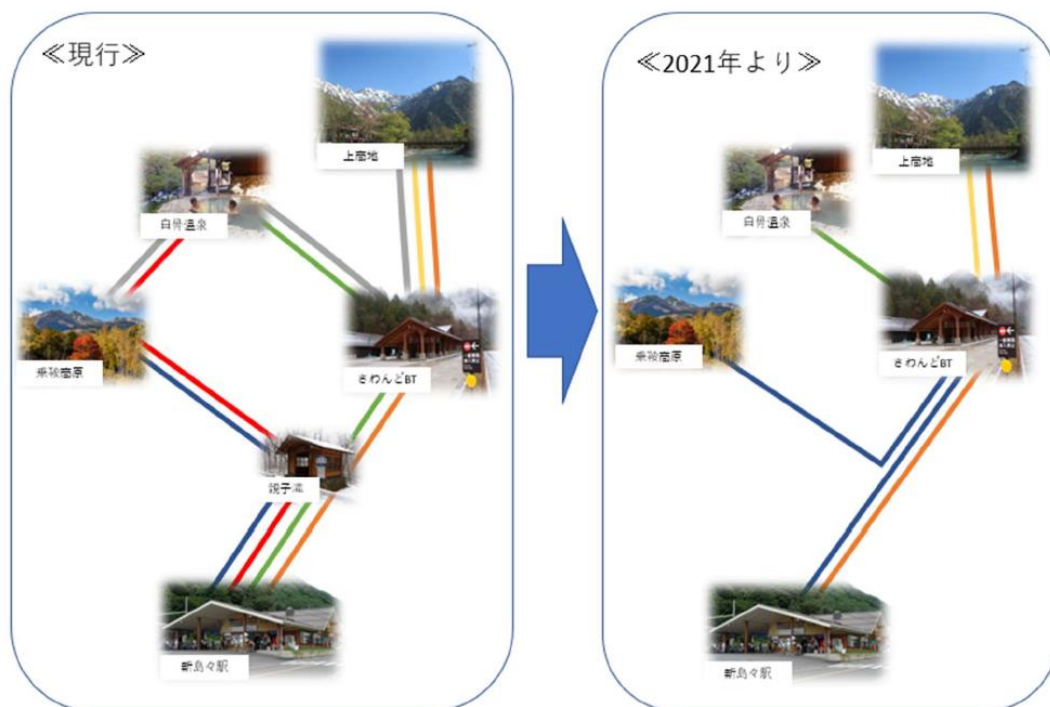 ≪現行≫
上高地
白骨温泉
乗鞍高原
さわんどBT
親子滝
新島々駅
≪2021年より≫
上高地
白骨温泉
乗鞍高原
さわんどBT
新島々駅